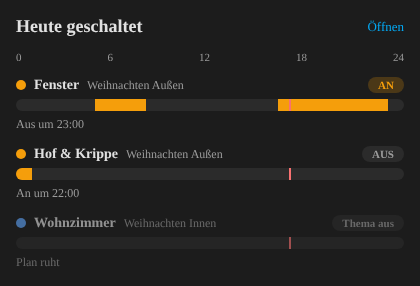 Heute geschaltet Öffnen
0 6 12 18 24
Fenster Weihnachten Außen AN
Aus um 23:00
Hof & Krippe Weihnachten Außen AUS
An um 22:00
Wohnzimmer Weihnachten Innen Thema aus
Plan ruht